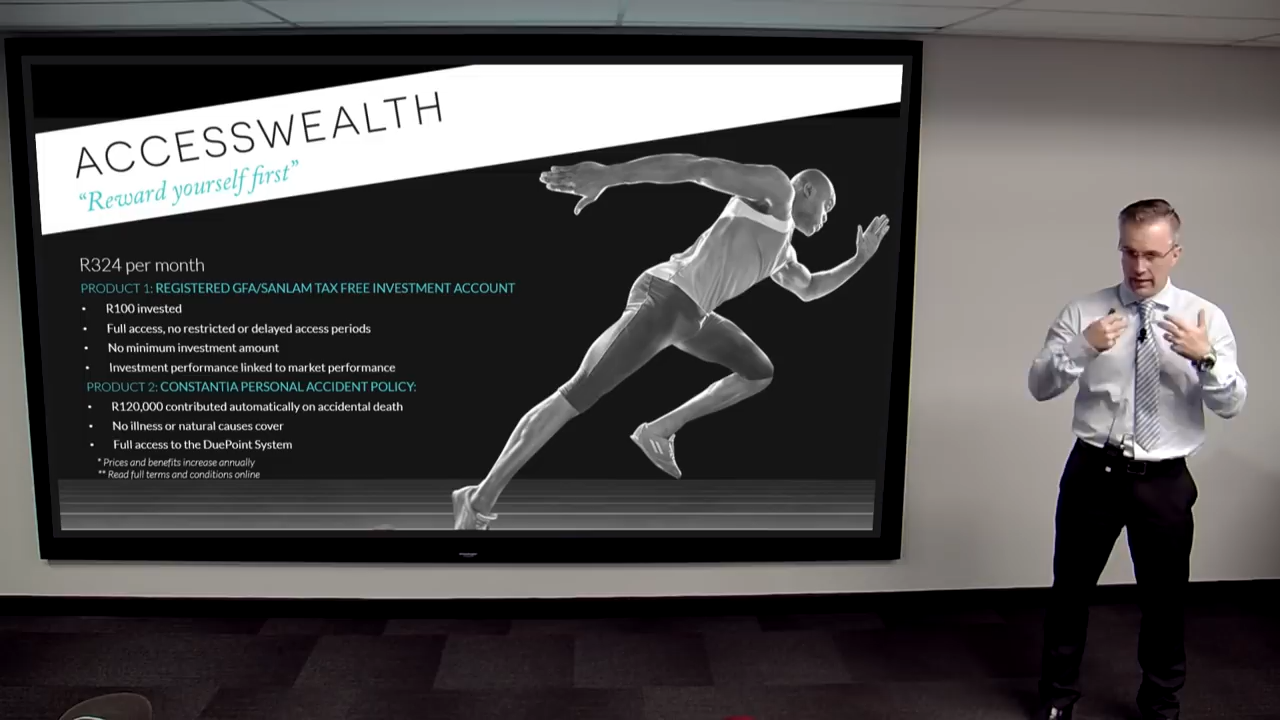 ACCESSWEALTH
“Reward yourself first”
R324 per month
PRODUCT 1: REGISTERED GFA/SANLAM TAX FREE INVESTMENT ACCOUNT
• R100 invested
• Full access, no restricted or delayed access periods
• No minimum investment amount
• Investment performance linked to market performance
PRODUCT 2: CONSTANTIA PERSONAL ACCIDENT POLICY:
• R120,000 contributed automatically on accidental death
• No illness or natural causes cover
• Full access to the DuePoint System
* Prices and benefits increase annually
** Read full terms and conditions online